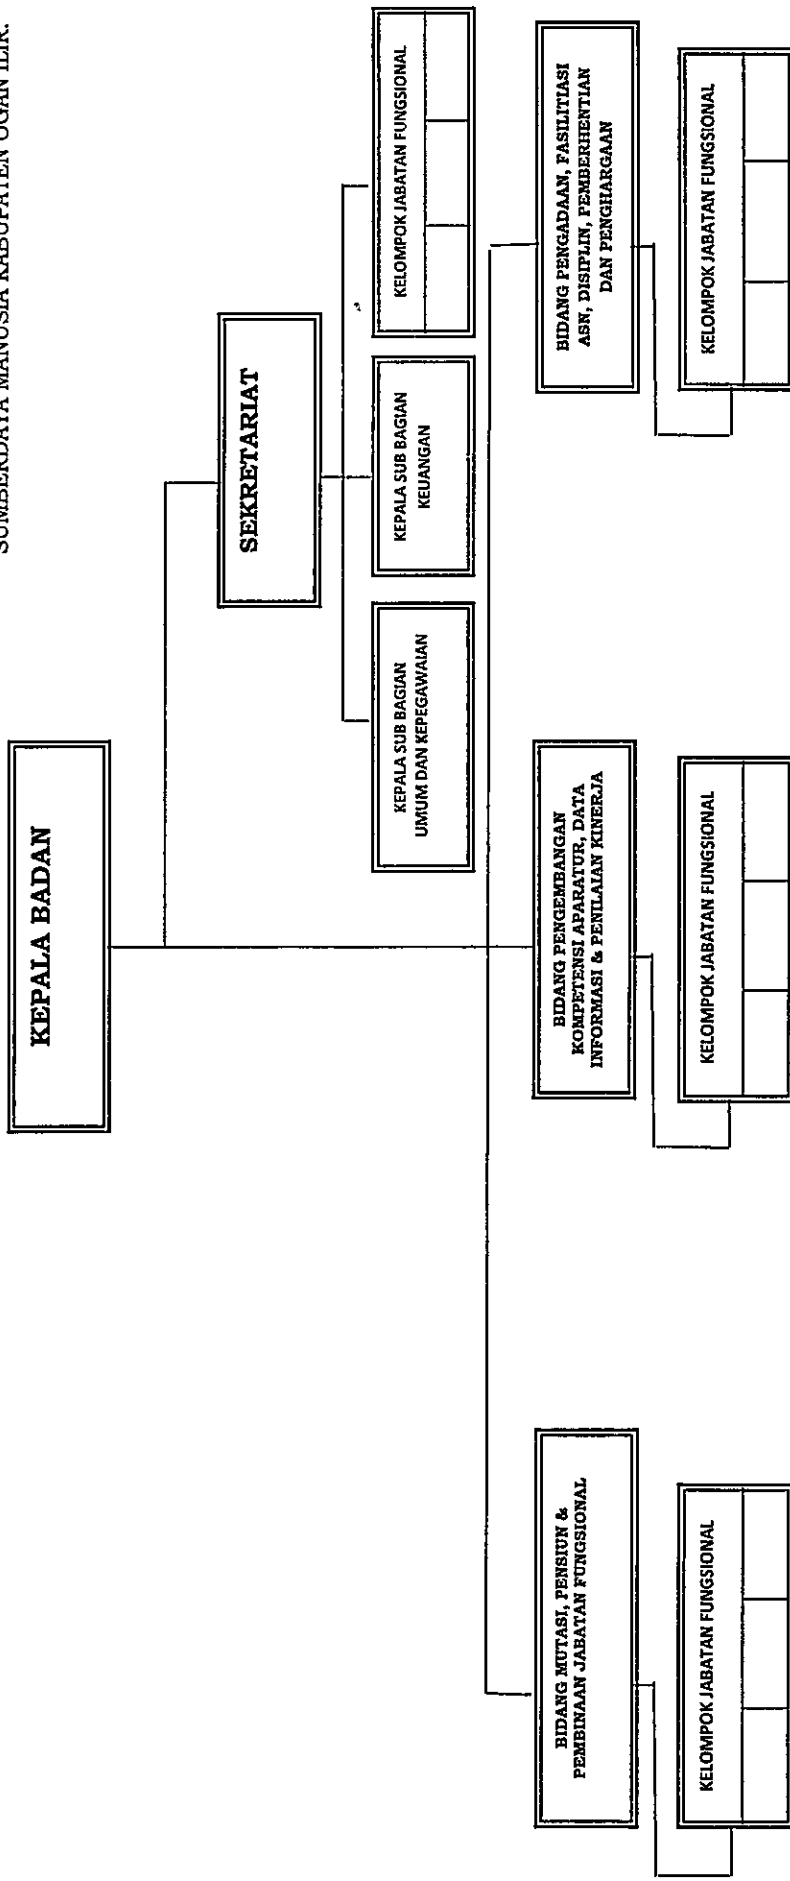 SUMBERDAYA MANUSIA KABUPATEN OGAN ILIR.
KEPALA BADAN
SEKRETARIAT
KEPALA SUB BAGIAN
UMUM DAN KEPEGAWAIAN
KEPALA SUB BAGIAN
KEUANGAN
KELOMPOK JABATAN FUNGSIONAL
BIDANG MUTASI, PENSIUN &
PEMBINAAN JABATAN FUNGSIONAL
BIDANG PENGEMBANGAN
KOMPETENSI APARATUR, DATA
INFORMASI & PENILAIAN KINERJA
BIDANG PENGADAAN, FASILITIASI
ASN, DISIPLIN, PEMBERHENTIAN
DAN PENGHARGAAN
KELOMPOK JABATAN FUNGSIONAL
KELOMPOK JABATAN FUNGSIONAL
KELOMPOK JABATAN FUNGSIONAL